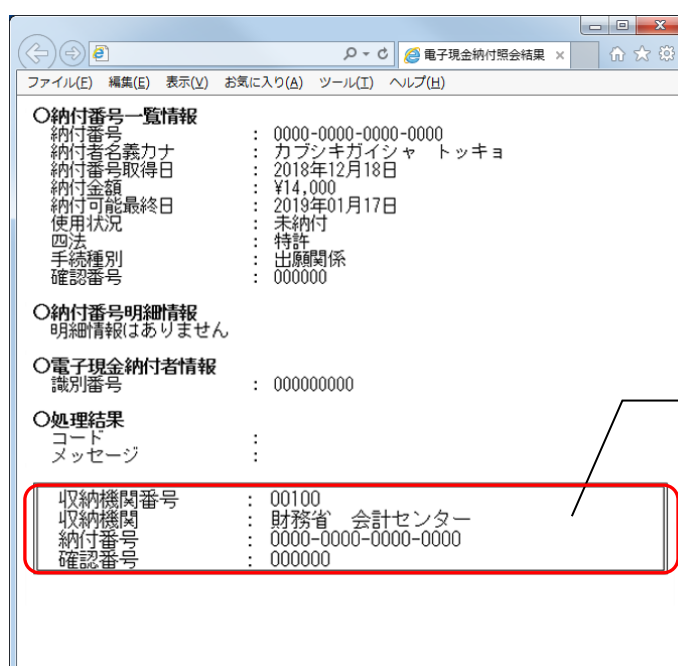 電子現金納付照会結果
ファイル(F) 編集(E) 表示(V) お気に入り(A) ツール(T) ヘルプ(H)
○納付番号一覧情報
納付番号 : 0000-0000-0000-0000
納付者名義カナ : カブシキガイシャ トッキョ
納付番号取得日 : 2018年12月18日
納付金額 : ¥14,000
納付可能最終日 : 2019年01月17日
使用状況 : 未納付
四法 : 特許
手続種別 : 出願関係
確認番号 : 000000
○納付番号明細情報
明細情報はありません
○電子現金納付者情報
識別番号 : 000000000
○処理結果
コード :
メッセージ :
収納機関番号 : 00100
収納機関 : 財務省 会計センター
納付番号 : 0000-0000-0000-0000
確認番号 : 000000